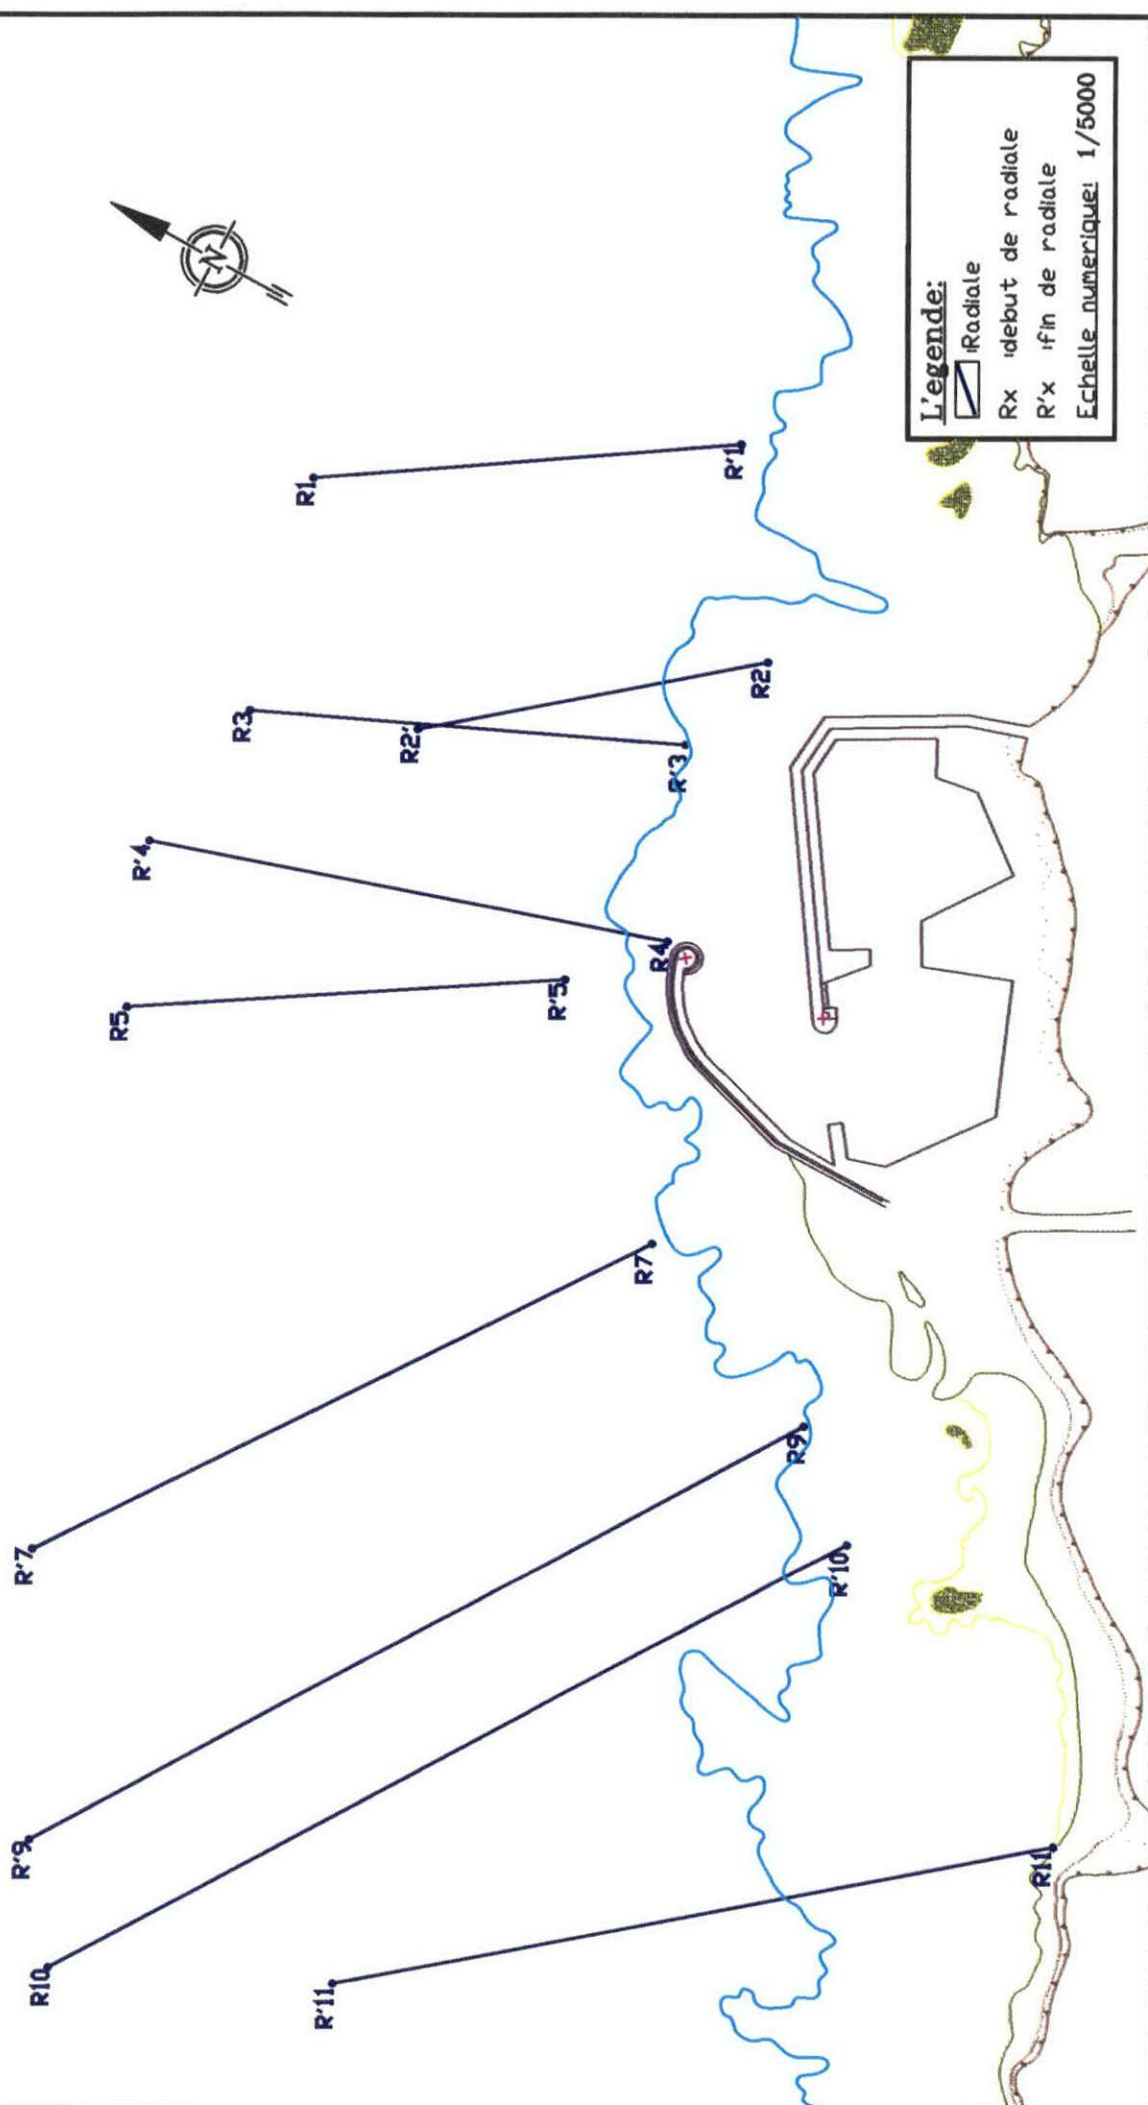 L'egende:
Radiale
Rx :debut de radiale
R'x :fin de radiale
Echelle numerique: 1/5000
N
R1
R'1
R2
R2'
R3
R'3
R'4
R4
R5
R'5
R7
R'7
R9
R'9
R'10
R10
R11
R'11